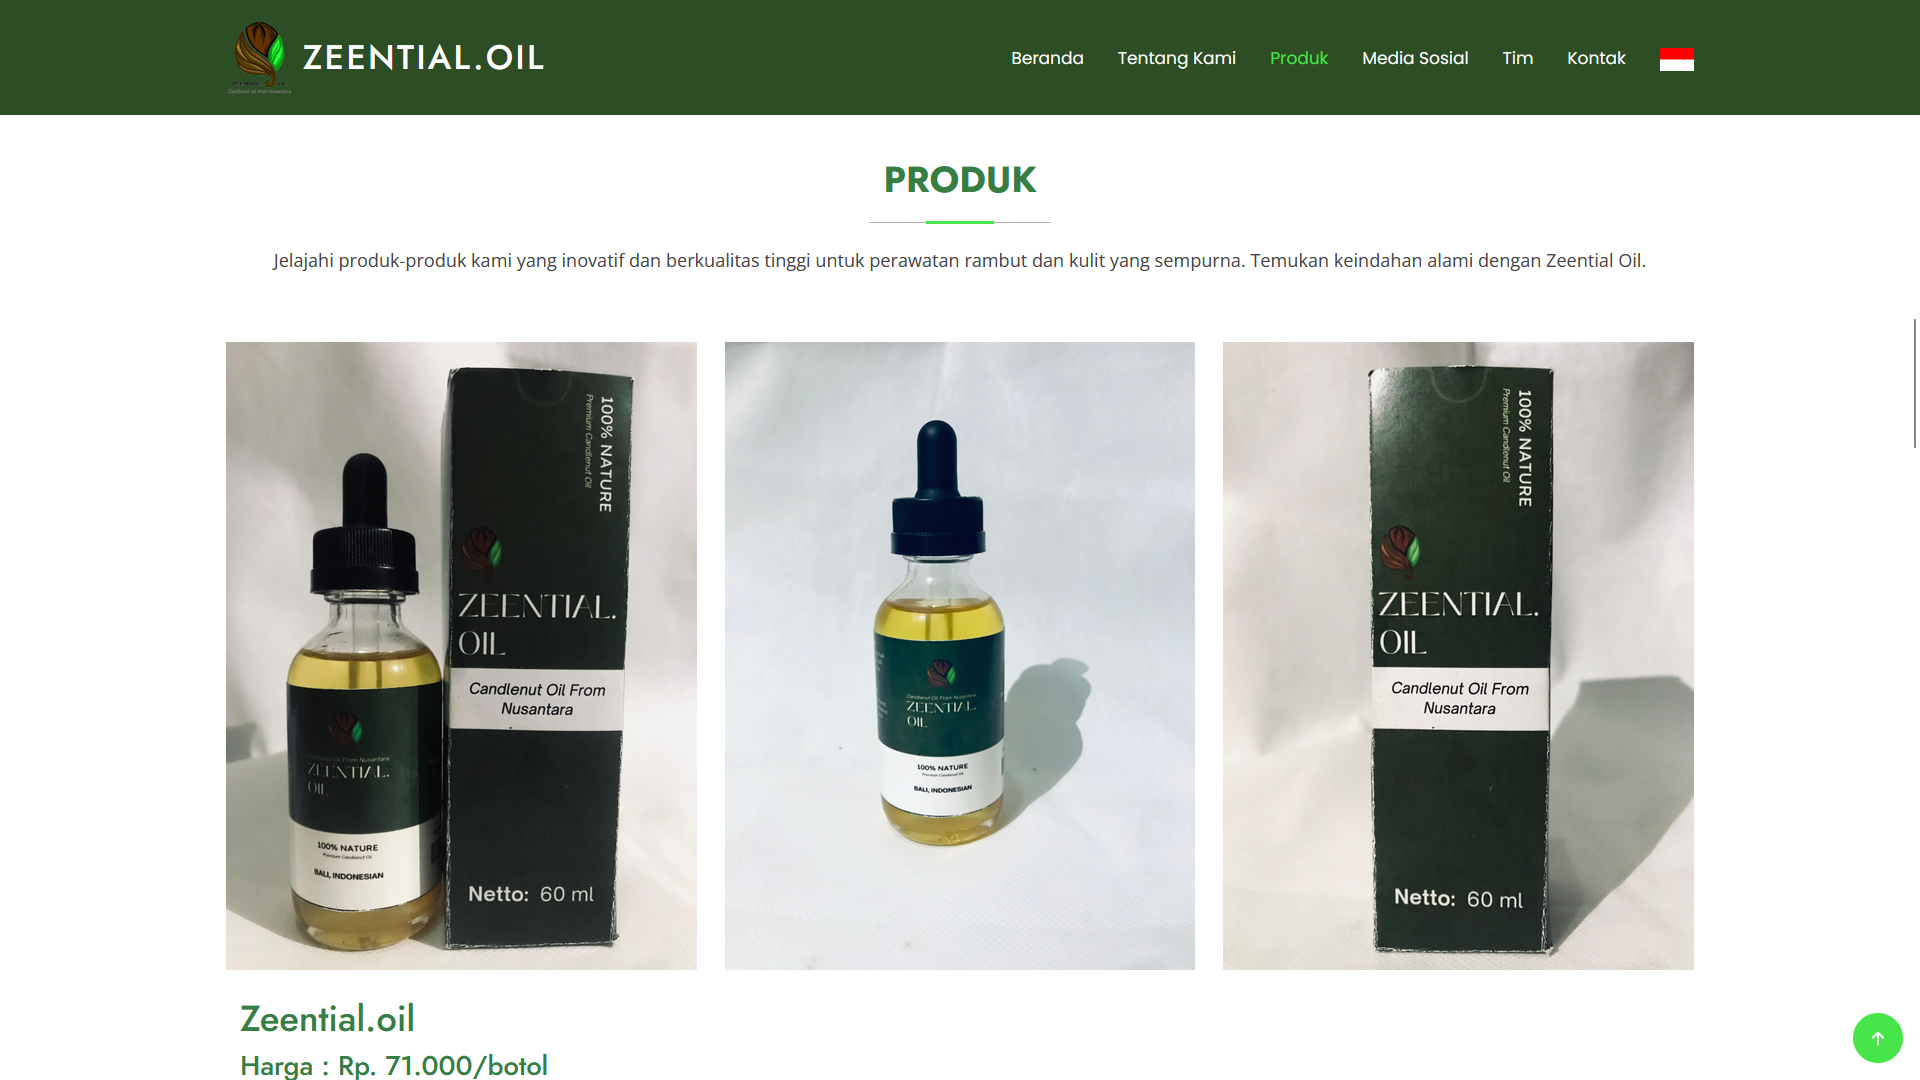 ZEENTIAL.OIL
Candlenut oil from Nusantara
Beranda
Tentang Kami
Produk
Media Sosial
Tim
Kontak
PRODUK
Jelajahi produk-produk kami yang inovatif dan berkualitas tinggi untuk perawatan rambut dan kulit yang sempurna. Temukan keindahan alami dengan Zeential Oil.
100% NATURE
Premium Candlenut Oil
ZEENTIAL.
OIL
Candlenut Oil From
Nusantara
Netto: 60 ml
Candlenut Oil From Nusantara
ZEENTIAL.
OIL
100% NATURE
Premium Candlenut Oil
BALI, INDONESIAN
Candlenut Oil From Nusantara
ZEENTIAL.
OIL
100% NATURE
Premium Candlenut Oil
BALI, INDONESIAN
100% NATURE
Premium Candlenut Oil
ZEENTIAL.
OIL
Candlenut Oil From
Nusantara
Netto: 60 ml
Zeential.oil
Harga : Rp. 71.000/botol